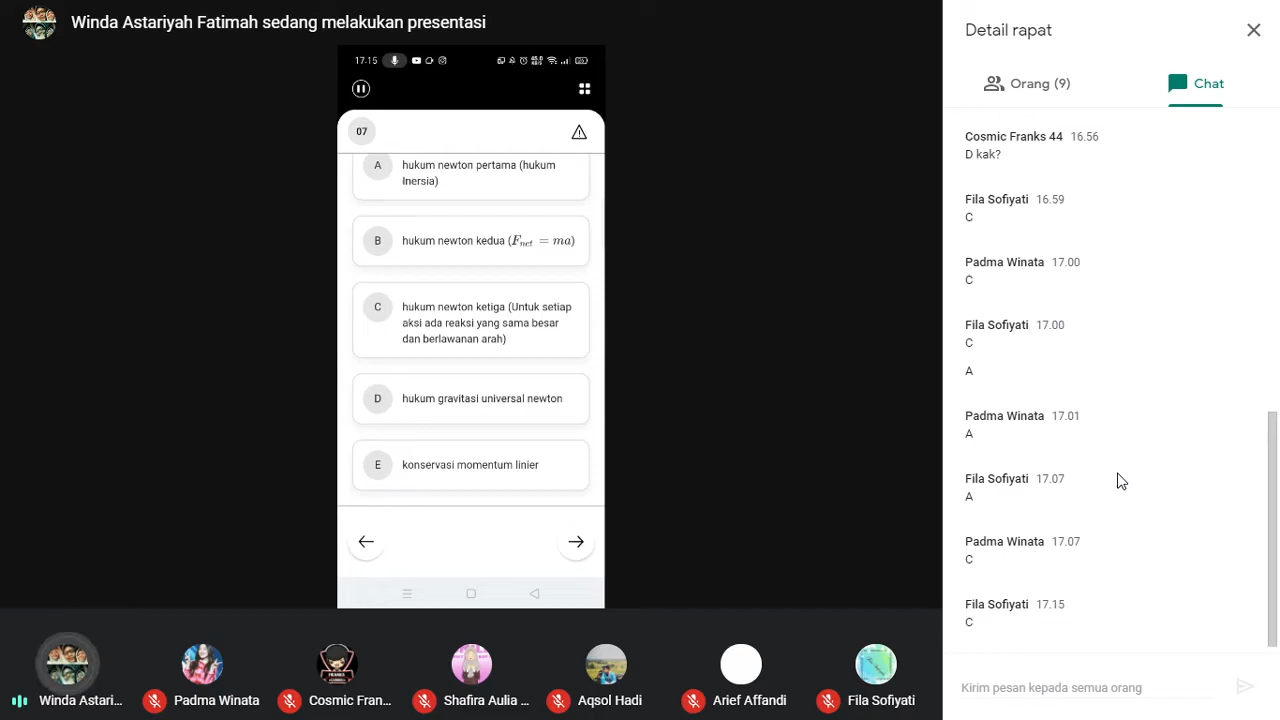 Winda Astariyah Fatimah sedang melakukan presentasi
17.15
07
A
hukum newton pertama (hukum
Inersia)
B
hukum newton kedua (Fnet = ma)
C
hukum newton ketiga (Untuk setiap
aksi ada reaksi yang sama besar
dan berlawanan arah)
D
hukum gravitasi universal newton
E
konservasi momentum linier
Winda Astari...
Padma Winata
Cosmic Fran...
Shafira Aulia ...
Aqsol Hadi
Arief Affandi
Fila Sofiyati
Detail rapat
Orang (9)
Chat
Cosmic Franks 44 16.56
D kak?
Fila Sofiyati 16.59
C
Padma Winata 17.00
C
Fila Sofiyati 17.00
C
A
Padma Winata 17.01
A
Fila Sofiyati 17.07
A
Padma Winata 17.07
C
Fila Sofiyati 17.15
C
Kirim pesan kepada semua orang